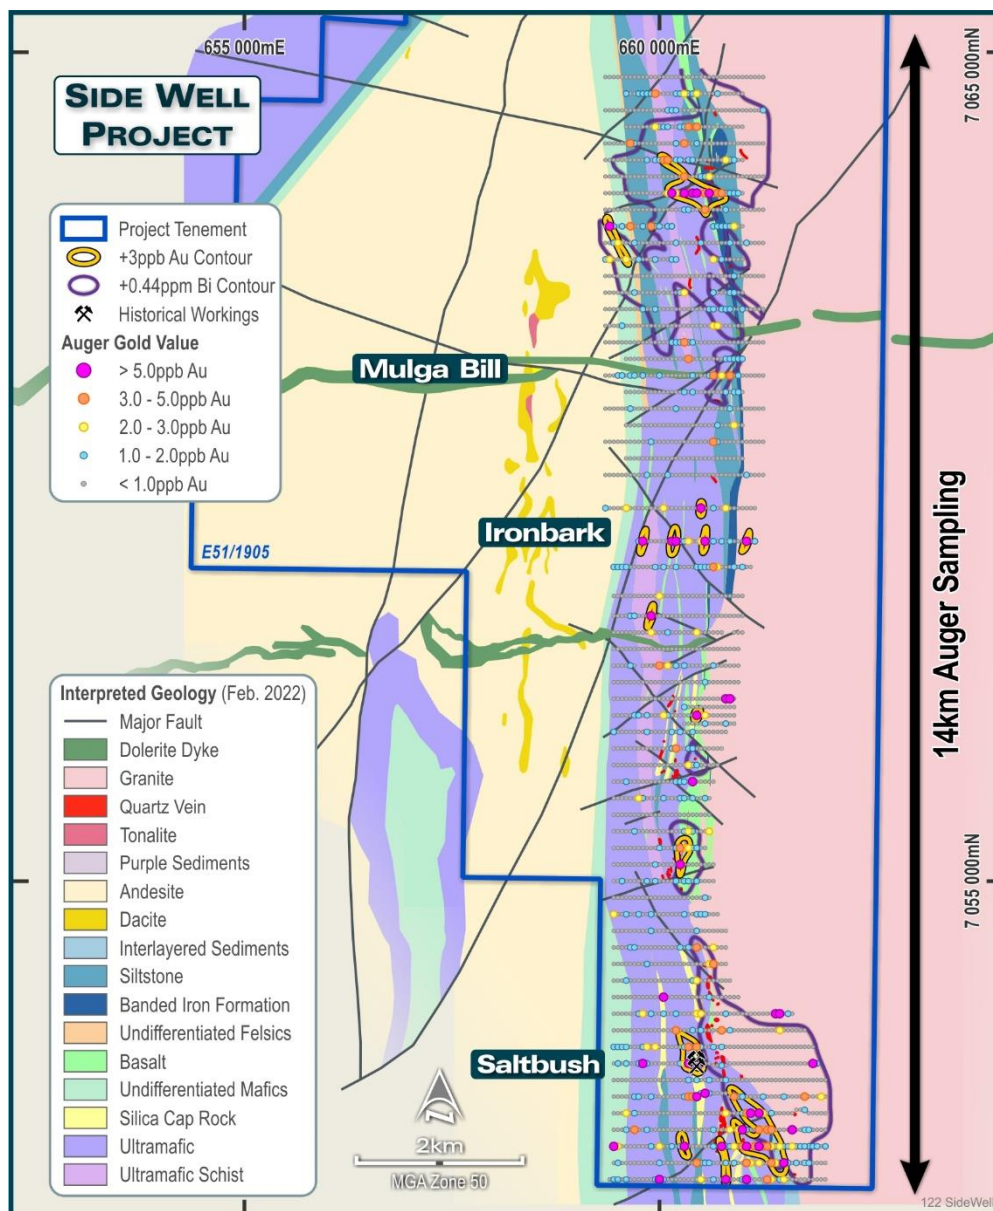 655 000mE
660 000mE
7 065 000mN
SIDE WELL
PROJECT
Project Tenement
+3ppb Au Contour
+0.44ppm Bi Contour
Historical Workings
Auger Gold Value
> 5.0ppb Au
3.0 - 5.0ppb Au
2.0 - 3.0ppb Au
1.0 - 2.0ppb Au
< 1.0ppb Au
Mulga Bill
Ironbark
E51/1905
14km Auger Sampling
Interpreted Geology (Feb. 2022)
Major Fault
Dolerite Dyke
Granite
Quartz Vein
Tonalite
Purple Sediments
Andesite
Dacite
Interlayered Sediments
Siltstone
Banded Iron Formation
Undifferentiated Felsics
Basalt
Undifferentiated Mafics
Silica Cap Rock
Ultramafic
Ultramafic Schist
7 055 000mN
Saltbush
N
2km
MGA Zone 50
122 SideWell